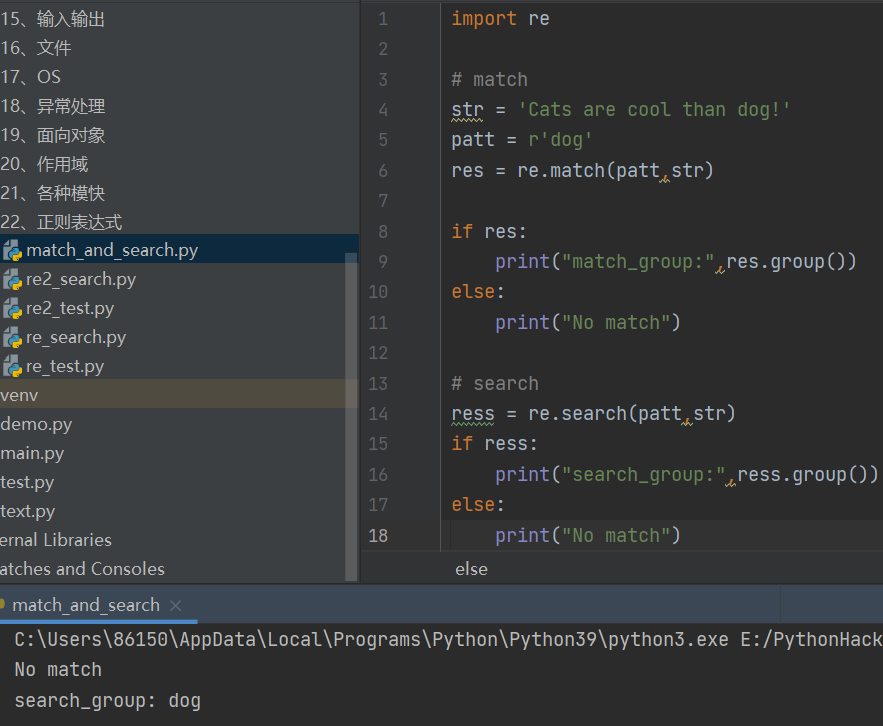 15、输入输出
16、文件
17、OS
18、异常处理
19、面向对象
20、作用域
21、各种模快
22、正则表达式
match_and_search.py
re2_search.py
re2_test.py
re_search.py
re_test.py
venv
demo.py
main.py
test.py
text.py
ernal Libraries
atches and Consoles
1 import re
2
3 # match
4 str = 'Cats are cool than dog!'
5 patt = r'dog'
6 res = re.match(patt,str)
7
8 if res:
9 print("match_group:",res.group())
10 else:
11 print("No match")
12
13 # search
14 ress = re.search(patt,str)
15 if ress:
16 print("search_group:",ress.group())
17 else:
18 print("No match")
else
match_and_search ×
C:\Users\86150\AppData\Local\Programs\Python\Python39\python3.exe E:/PythonHack
No match
search_group: dog